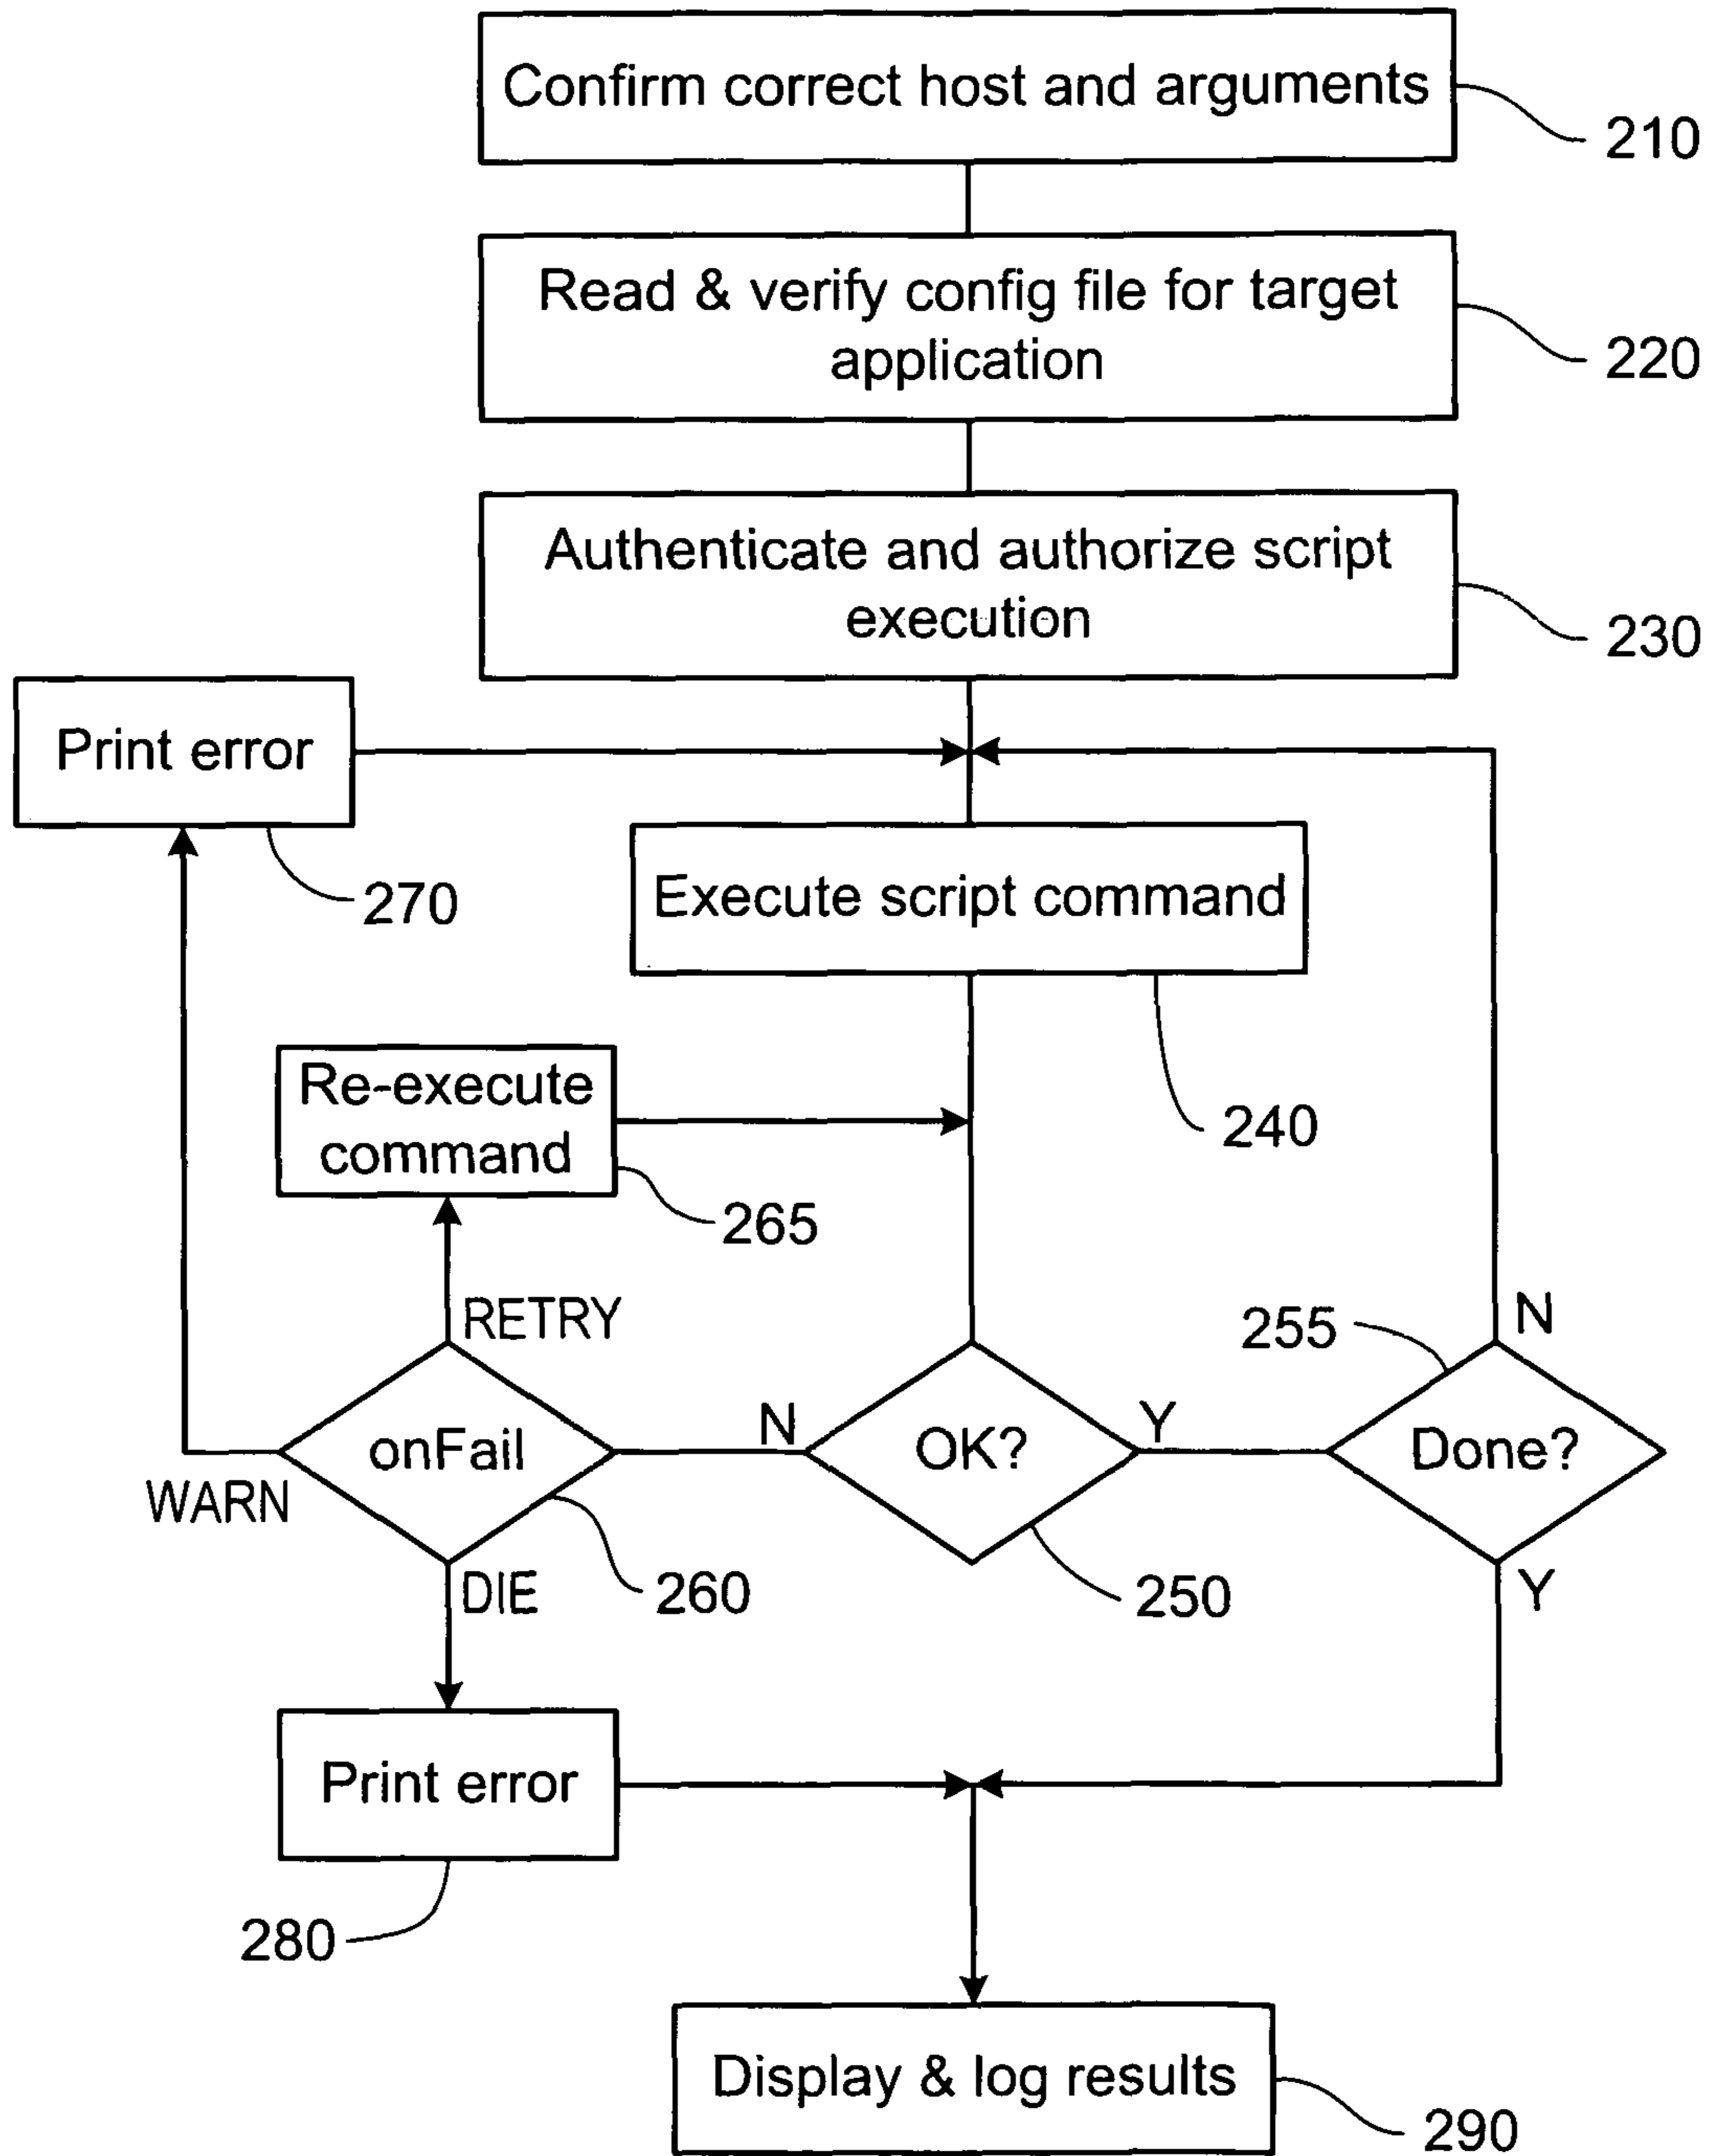 Confirm correct host and arguments
210
Read & verify config file for target
application
220
Authenticate and authorize script
execution
230
Print error
270
Execute script command
240
Re-execute
command
265
RETRY
255
N
WARN
onFail
N
OK?
Y
Done?
DIE
260
250
Y
Print error
280
Display & log results
290